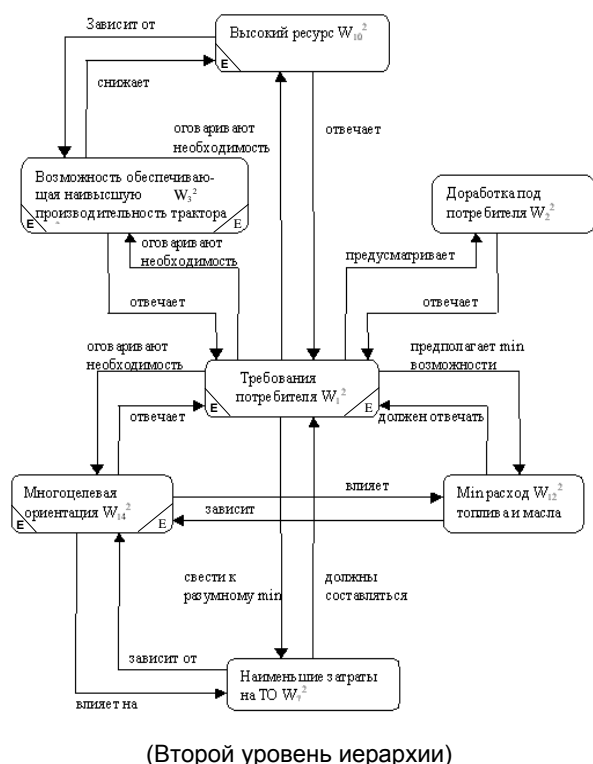 Зависит от
Высокий ресурс W₁₀²
E
снижает
оговаривают
необходимость
отвечает
Возможность обеспечиваю-
щая наивысшую W₃²
производительность трактора
E
E
Доработка под
потребителя W₂²
оговаривают
необходимость
предусматривает
отвечает
отвечает
оговаривают
необходимость
предполагает min
возможности
Требования
потребителя W₁²
E
E
отвечает
должен отвечать
Многоцелевая
ориентация W₁₄²
E
E
влияет
зависит
Min расход W₁₂²
топлива и масла
свести к
разумному min
должны
составляться
зависит от
Наименьшие затраты
на ТО W₇²
влияет на
(Второй уровень иерархии)